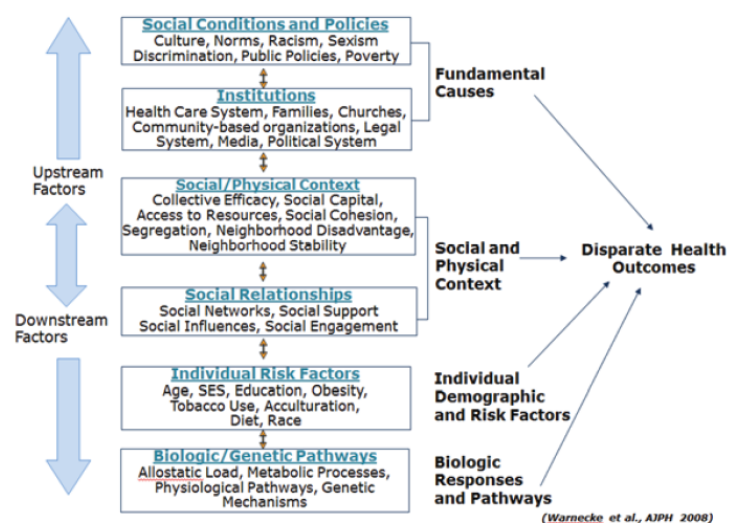 Social Conditions and Policies
Culture, Norms, Racism, Sexism
Discrimination, Public Policies, Poverty
Institutions
Health Care System, Families, Churches,
Community-based organizations, Legal
System, Media, Political System
Fundamental
Causes
Upstream
Factors
Social/Physical Context
Collective Efficacy, Social Capital,
Access to Resources, Social Cohesion,
Segregation, Neighborhood Disadvantage,
Neighborhood Stability
Social and
Physical
Context
Disparate Health
Outcomes
Downstream
Factors
Social Relationships
Social Networks, Social Support
Social Influences, Social Engagement
Individual Risk Factors
Age, SES, Education, Obesity,
Tobacco Use, Acculturation,
Diet, Race
Individual
Demographic
and Risk Factors
Biologic/Genetic Pathways
Allostatic Load, Metabolic Processes,
Physiological Pathways, Genetic
Mechanisms
Biologic
Responses
and Pathways
(Warnecke et al., AJPH 2008)